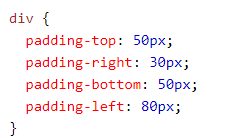 div {
  padding-top: 50px;
  padding-right: 30px;
  padding-bottom: 50px;
  padding-left: 80px;
}